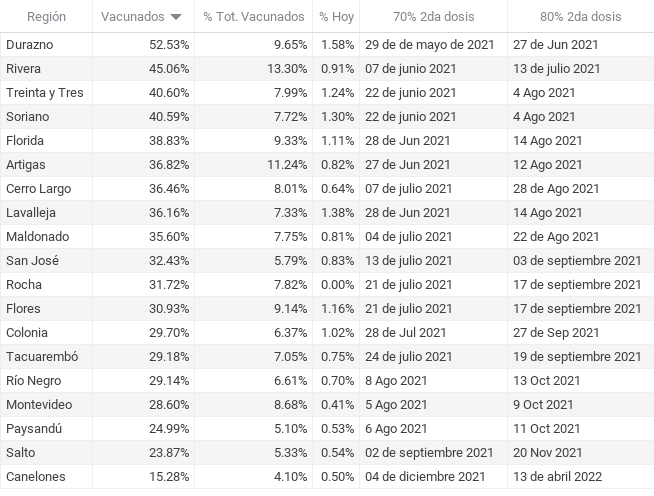 Región Vacunados % Tot. Vacunados % Hoy 70% 2da dosis 80% 2da dosis
Durazno 52.53% 9.65% 1.58% 29 de de mayo de 2021 27 de Jun 2021
Rivera 45.06% 13.30% 0.91% 07 de junio 2021 13 de julio 2021
Treinta y Tres 40.60% 7.99% 1.24% 22 de junio 2021 4 Ago 2021
Soriano 40.59% 7.72% 1.30% 22 de junio 2021 4 Ago 2021
Florida 38.83% 9.33% 1.11% 28 de Jun 2021 14 Ago 2021
Artigas 36.82% 11.24% 0.82% 27 de Jun 2021 12 Ago 2021
Cerro Largo 36.46% 8.01% 0.64% 07 de julio 2021 28 de Ago 2021
Lavalleja 36.16% 7.33% 1.38% 28 de Jun 2021 14 Ago 2021
Maldonado 35.60% 7.75% 0.81% 04 de julio 2021 22 de Ago 2021
San José 32.43% 5.79% 0.83% 13 de julio 2021 03 de septiembre 2021
Rocha 31.72% 7.82% 0.00% 21 de julio 2021 17 de septiembre 2021
Flores 30.93% 9.14% 1.16% 21 de julio 2021 17 de septiembre 2021
Colonia 29.70% 6.37% 1.02% 28 de Jul 2021 27 de Sep 2021
Tacuarembó 29.18% 7.05% 0.75% 24 de julio 2021 19 de septiembre 2021
Río Negro 29.14% 6.61% 0.70% 8 Ago 2021 13 Oct 2021
Montevideo 28.60% 8.68% 0.41% 5 Ago 2021 9 Oct 2021
Paysandú 24.99% 5.10% 0.53% 6 Ago 2021 11 Oct 2021
Salto 23.87% 5.33% 0.54% 02 de septiembre 2021 20 Nov 2021
Canelones 15.28% 4.10% 0.50% 04 de diciembre 2021 13 de abril 2022